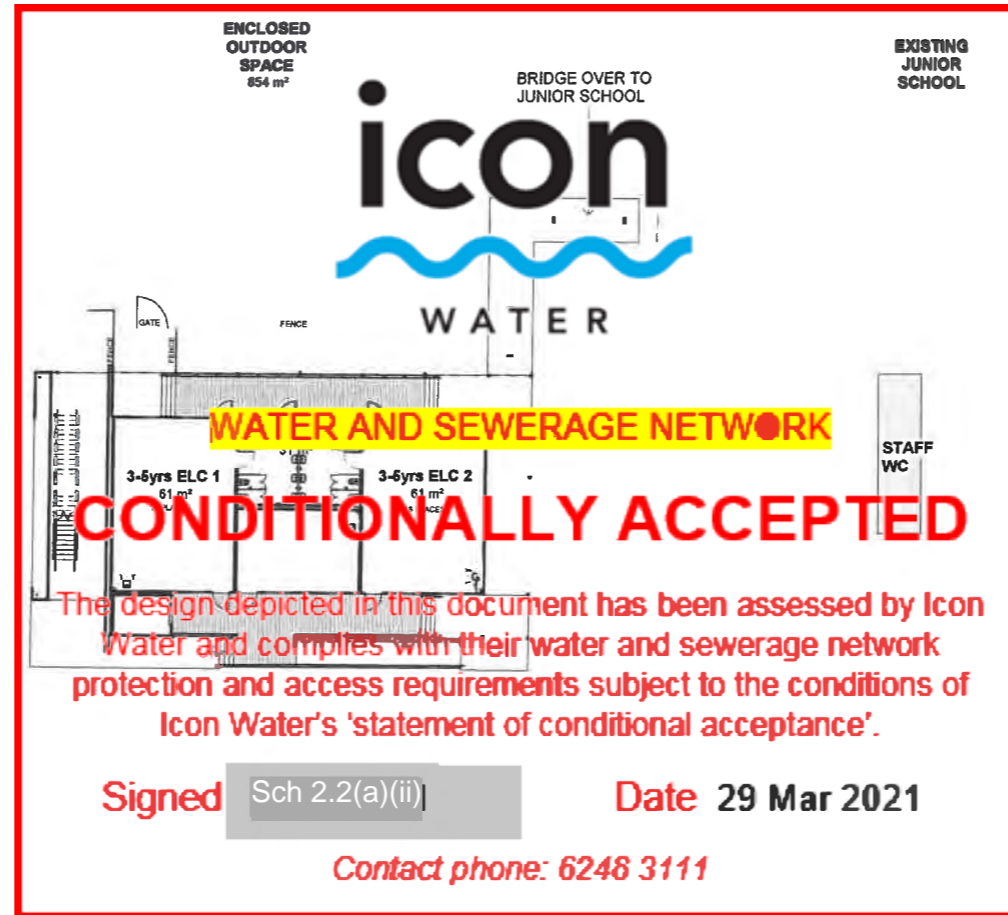 ENCLOSED
OUTDOOR
SPACE
854 m²
BRIDGE OVER TO
JUNIOR SCHOOL
EXISTING
JUNIOR
SCHOOL
icon
WATER
GATE
FENCE
FENCE
FENCE
WATER AND SEWERAGE NETWORK
3-5yrs ELC 1
61 m²
3-5yrs ELC 2
61 m²
STAFF
WC
CONDITIONALLY ACCEPTED
The design depicted in this document has been assessed by Icon
Water and complies with their water and sewerage network
protection and access requirements subject to the conditions of
Icon Water's 'statement of conditional acceptance'.
Signed Sch 2.2(a)(ii) Date 29 Mar 2021
Contact phone: 6248 3111